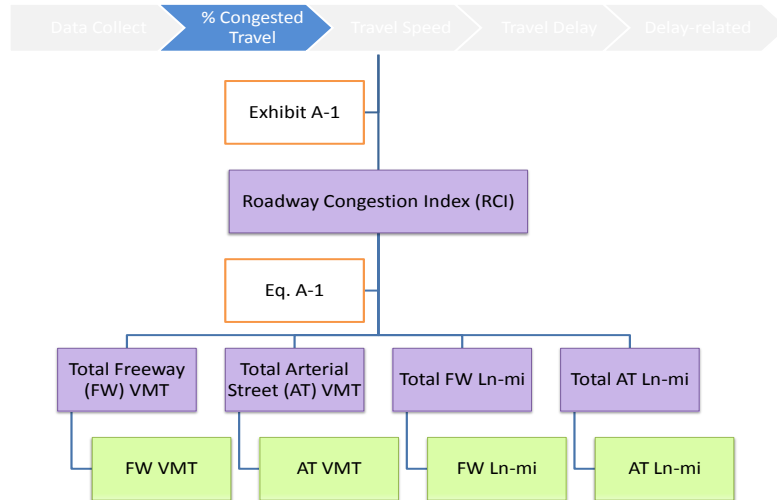 Data Collect
% Congested
Travel
Travel Speed
Travel Delay
Delay-related
Exhibit A-1
Roadway Congestion Index (RCI)
Eq. A-1
Total Freeway
(FW) VMT
Total Arterial
Street (AT) VMT
Total FW Ln-mi
Total AT Ln-mi
FW VMT
AT VMT
FW Ln-mi
AT Ln-mi